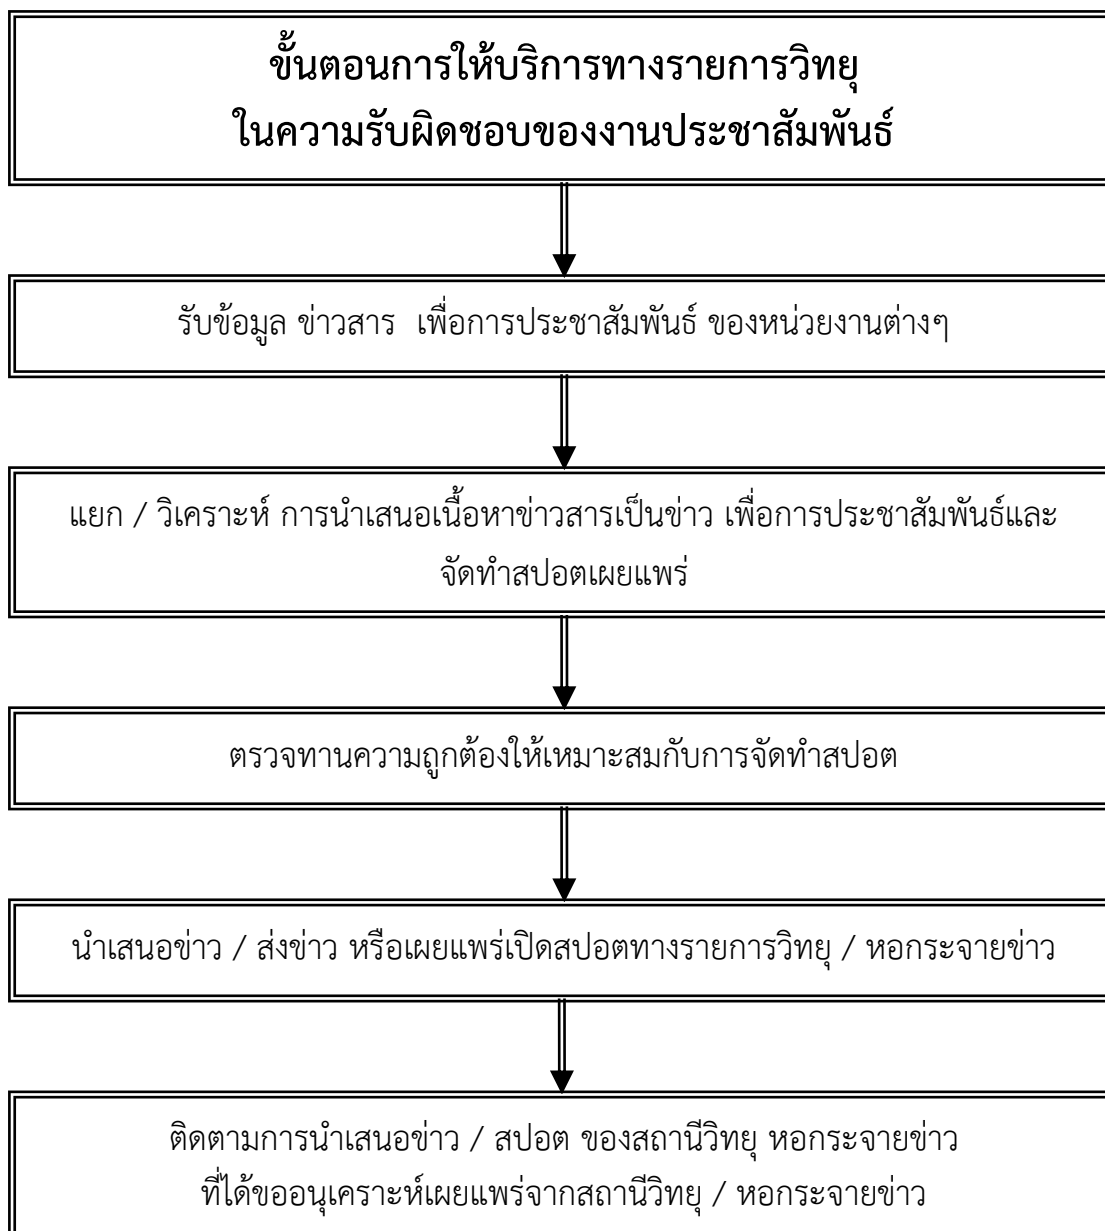 ขั้นตอนการให้บริการทางรายการวิทยุ
ในความรับผิดชอบของงานประชาสัมพันธ์
รับข้อมูล ข่าวสาร เพื่อการประชาสัมพันธ์ ของหน่วยงานต่างๆ
แยก / วิเคราะห์ การนำเสนอเนื้อหาข่าวสารเป็นข่าว เพื่อการประชาสัมพันธ์และ
จัดทำสปอตเผยแพร่
ตรวจทานความถูกต้องให้เหมาะสมกับการจัดทำสปอต
นำเสนอข่าว / ส่งข่าว หรือเผยแพร่เปิดสปอตทางรายการวิทยุ / หอกระจายข่าว
ติดตามการนำเสนอข่าว / สปอต ของสถานีวิทยุ หอกระจายข่าว
ที่ได้ขออนุเคราะห์เผยแพร่จากสถานีวิทยุ / หอกระจายข่าว